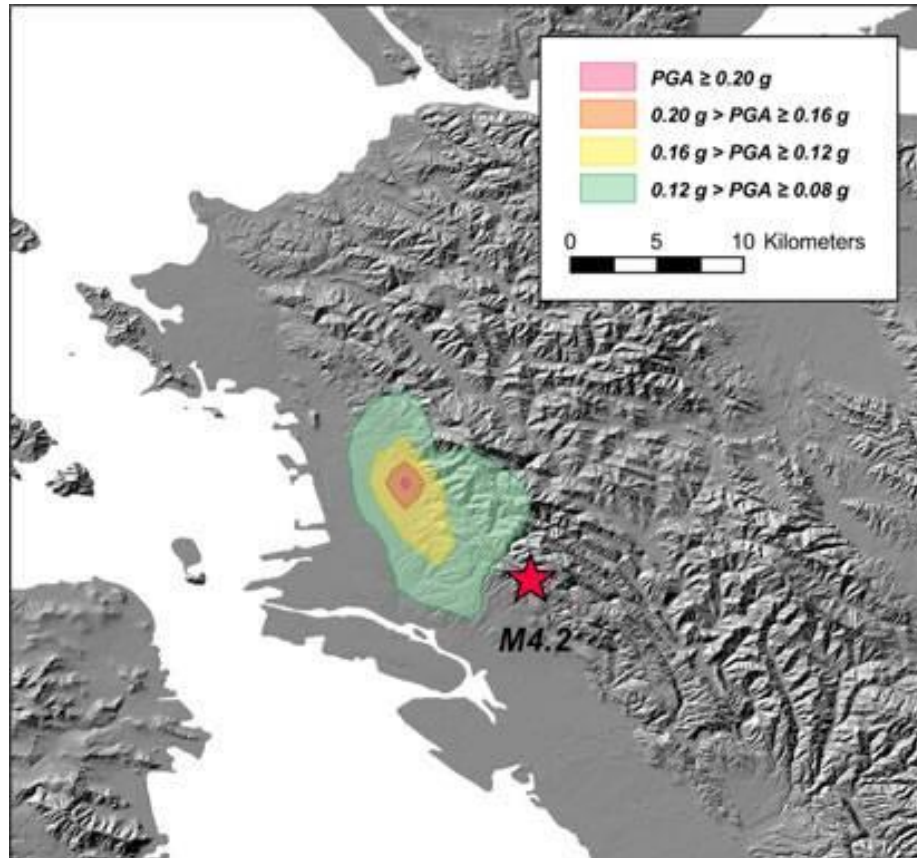 PGA ≥ 0.20 g
0.20 g > PGA ≥ 0.16 g
0.16 g > PGA ≥ 0.12 g
0.12 g > PGA ≥ 0.08 g
0 5 10 Kilometers
M4.2